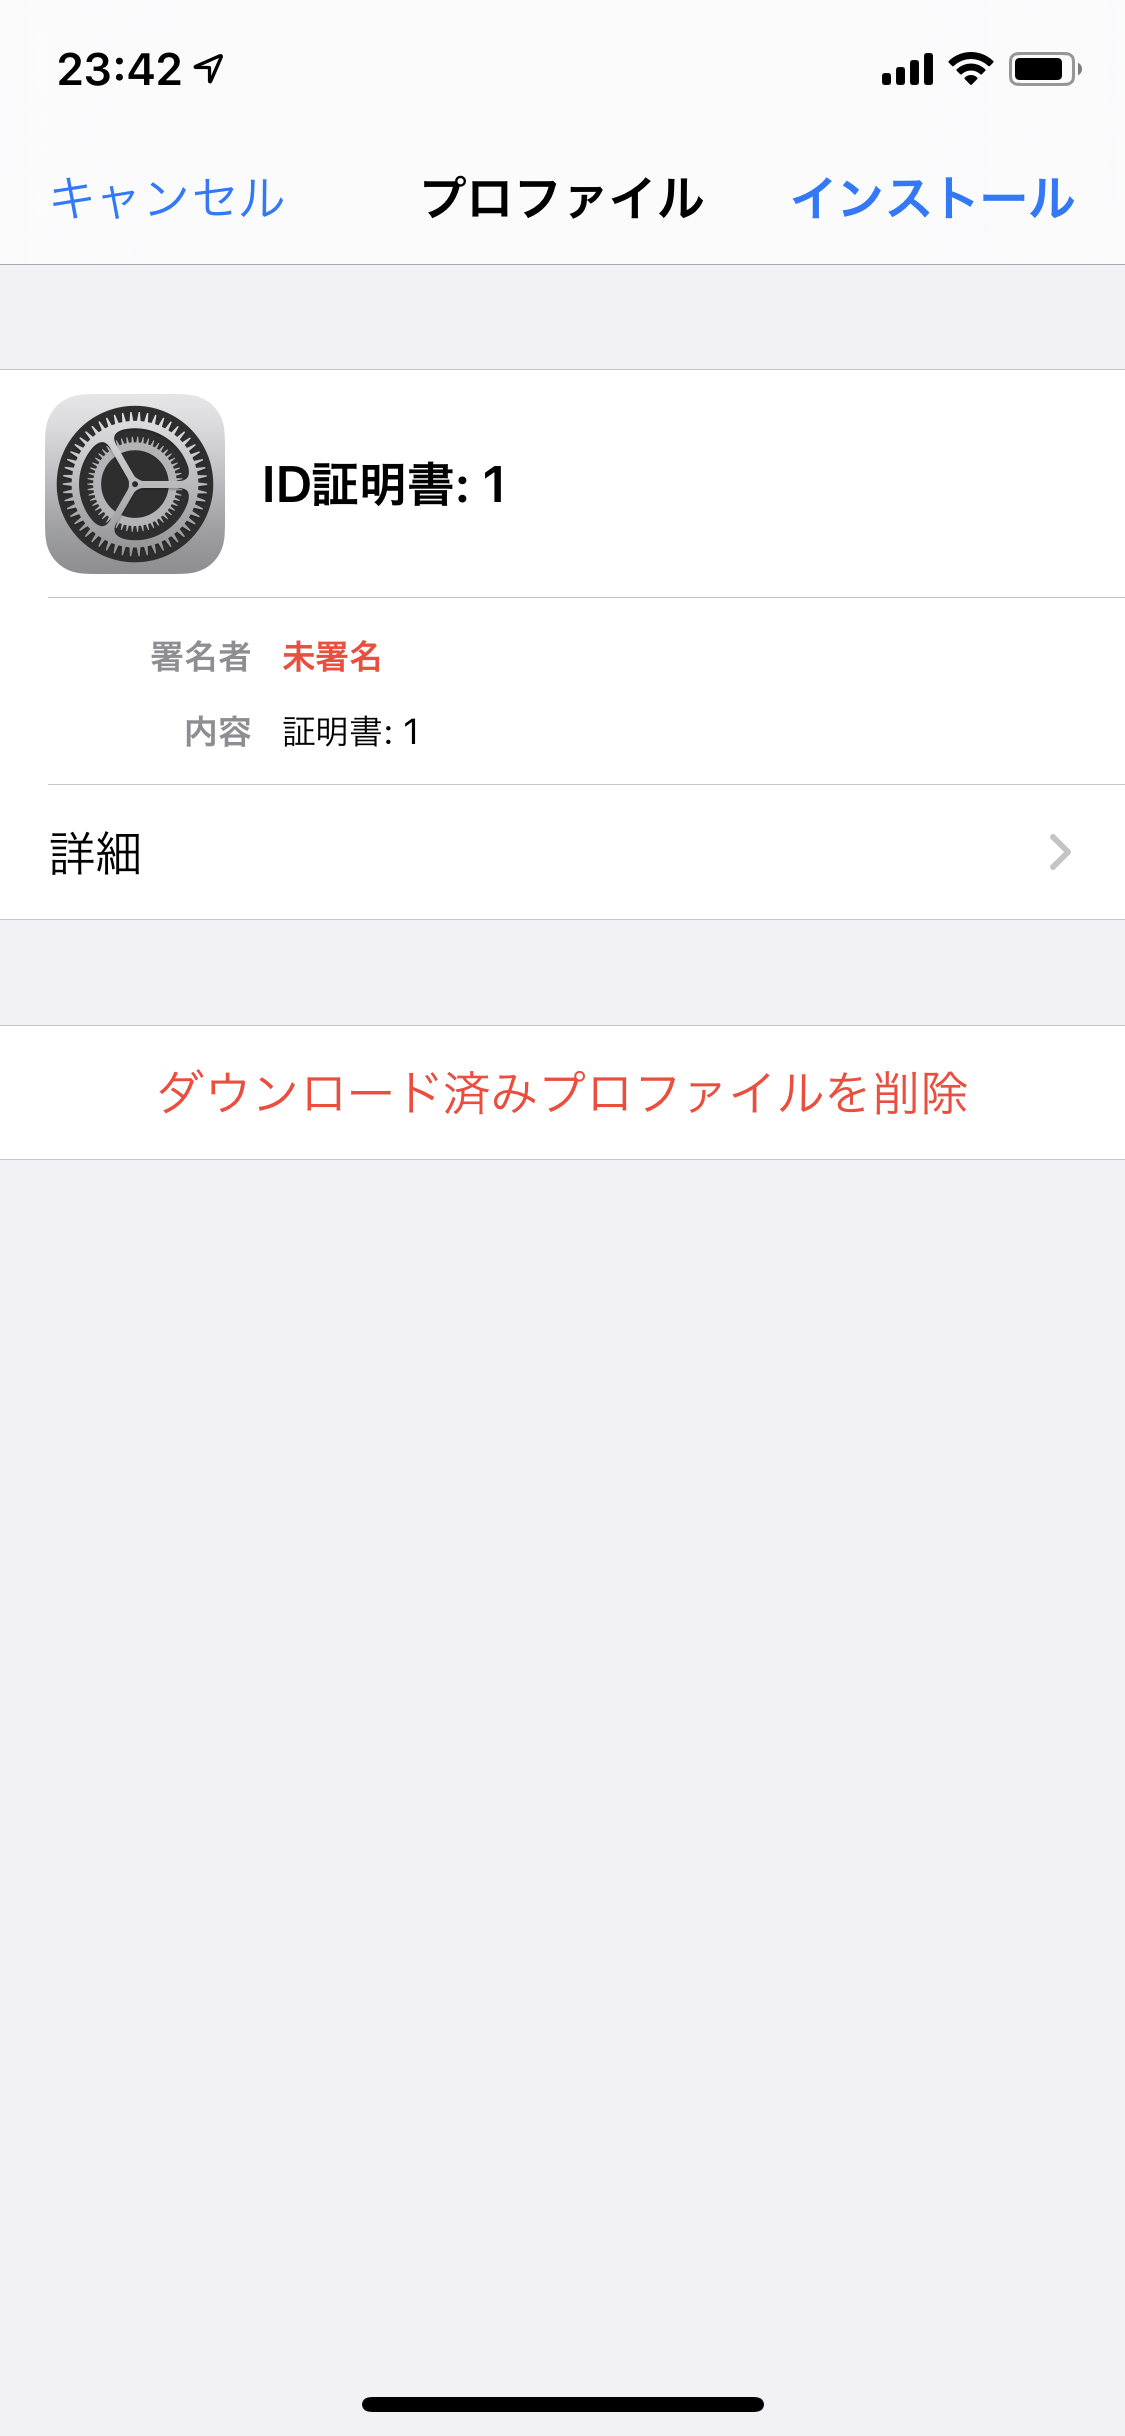 23:42
キャンセル プロファイル インストール
ID証明書: 1
署名者 未署名
内容 証明書: 1
詳細
ダウンロード済みプロファイルを削除